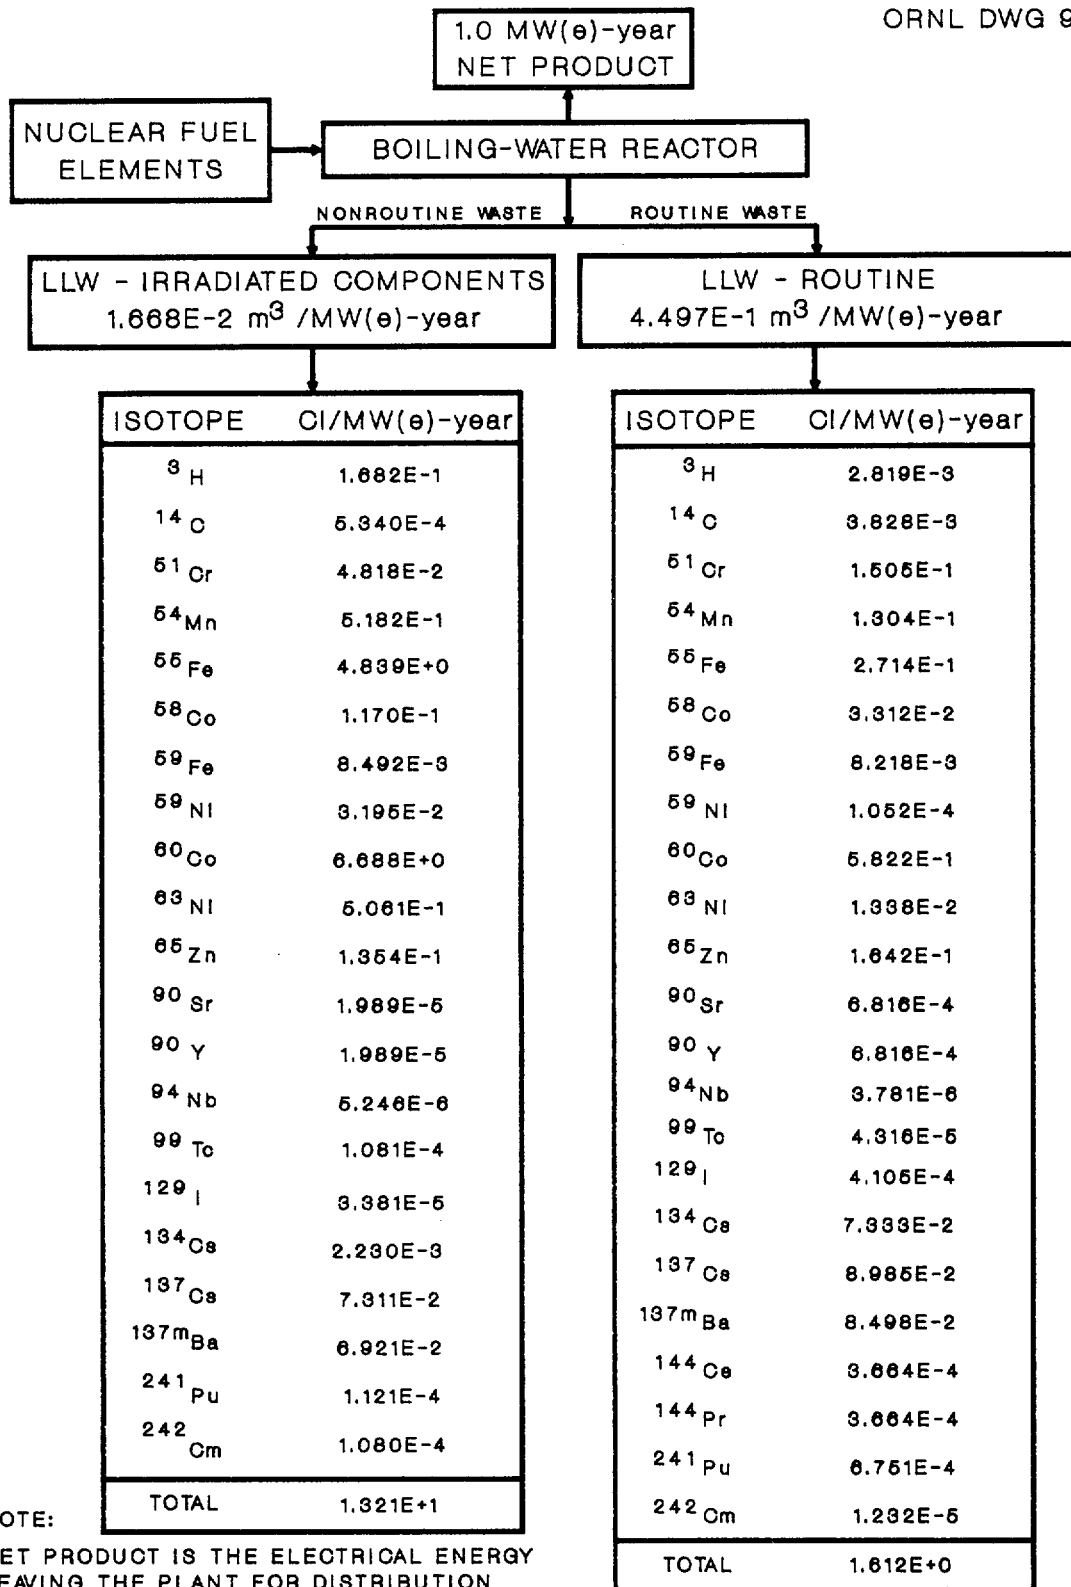 ORNL DWG 9
1.0 MW(e)-year
NET PRODUCT
NUCLEAR FUEL
ELEMENTS
BOILING-WATER REACTOR
NONROUTINE WASTE
ROUTINE WASTE
LLW - IRRADIATED COMPONENTS
1.668E-2 m³ /MW(e)-year
LLW - ROUTINE
4.497E-1 m³ /MW(e)-year
ISOTOPE CI/MW(e)-year
³H 1.682E-1
¹⁴C 5.340E-4
⁵¹Cr 4.818E-2
⁵⁴Mn 5.182E-1
⁵⁵Fe 4.839E+0
⁵⁸Co 1.170E-1
⁵⁹Fe 8.492E-3
⁵⁹Ni 3.195E-2
⁶⁰Co 6.688E+0
⁶³Ni 5.061E-1
⁶⁵Zn 1.354E-1
⁹⁰Sr 1.989E-5
⁹⁰Y 1.989E-5
⁹⁴Nb 5.246E-6
⁹⁹Tc 1.081E-4
¹²⁹I 3.381E-5
¹³⁴Cs 2.230E-3
¹³⁷Cs 7.311E-2
¹³⁷ᵐBa 6.921E-2
²⁴¹Pu 1.121E-4
²⁴²Cm 1.080E-4
TOTAL 1.321E+1
ISOTOPE CI/MW(e)-year
³H 2.819E-3
¹⁴C 3.828E-3
⁵¹Cr 1.505E-1
⁵⁴Mn 1.304E-1
⁵⁵Fe 2.714E-1
⁵⁸Co 3.312E-2
⁵⁹Fe 8.218E-3
⁵⁹Ni 1.052E-4
⁶⁰Co 5.822E-1
⁶³Ni 1.338E-2
⁶⁵Zn 1.642E-1
⁹⁰Sr 6.816E-4
⁹⁰Y 6.816E-4
⁹⁴Nb 3.781E-6
⁹⁹Tc 4.316E-5
¹²⁹I 4.105E-4
¹³⁴Cs 7.333E-2
¹³⁷Cs 8.985E-2
¹³⁷ᵐBa 8.498E-2
¹⁴⁴Ce 3.664E-4
¹⁴⁴Pr 3.664E-4
²⁴¹Pu 6.751E-4
²⁴²Cm 1.232E-5
TOTAL 1.612E+0
OTE:
ET PRODUCT IS THE ELECTRICAL ENERGY
EAVING THE PLANT FOR DISTRIBUTION